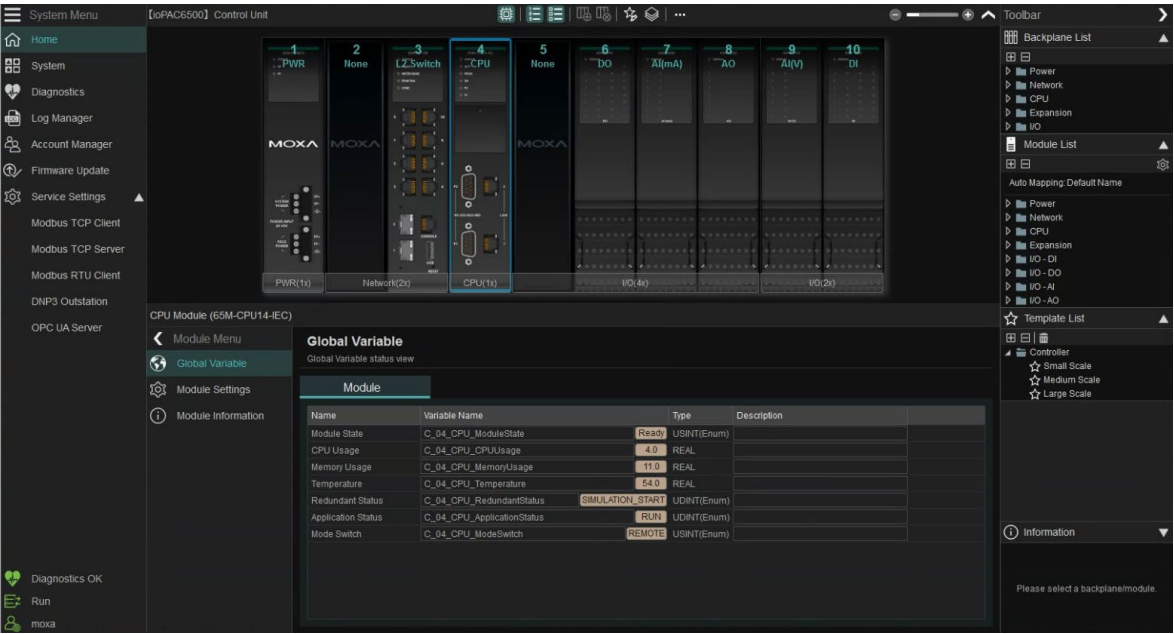 System Menu
【ioPAC6500】Control Unit
Toolbar
Home
System
Diagnostics
Log Manager
Account Manager
Firmware Update
Service Settings
Modbus TCP Client
Modbus TCP Server
Modbus RTU Client
DNP3 Outstation
OPC UA Server
Diagnostics OK
Run
moxa
1 2 3 4 5 6 7 8 9 10
PWR None L2 Switch CPU None DO AI(mA) AO AI(V) DI
MOXA MOXA MOXA
PWR(1x) Network(2x) CPU(1x) I/O(4x) I/O(2x)
CPU Module (65M-CPU14-IEC)
Module Menu
Global Variable
Module Settings
Module Information
Global Variable
Global Variable status view
Module
Name Variable Name Type Description
Module State C_04_CPU_ModuleState Ready USINT(Enum)
CPU Usage C_04_CPU_CPUUsage 4.0 REAL
Memory Usage C_04_CPU_MemoryUsage 11.0 REAL
Temperature C_04_CPU_Temperature 54.0 REAL
Redundant Status C_04_CPU_RedundantStatus SIMULATION_START UDINT(Enum)
Application Status C_04_CPU_ApplicationStatus RUN UDINT(Enum)
Mode Switch C_04_CPU_ModeSwitch REMOTE USINT(Enum)
Backplane List
Power
Network
CPU
Expansion
I/O
Module List
Auto Mapping: Default Name
Power
Network
CPU
Expansion
I/O - DI
I/O - DO
I/O - AI
I/O - AO
Template List
Controller
Small Scale
Medium Scale
Large Scale
Information
Please select a backplane/module.